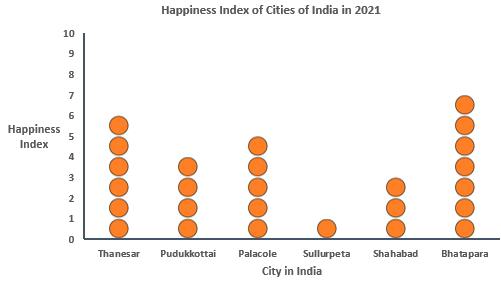 Happiness Index of Cities of India in 2021
10
9
8
7
6
5
4
3
2
1
0
Happiness
Index
Thanesar Pudukkottai Palacole Sullurpeta Shahabad Bhatapara
City in India